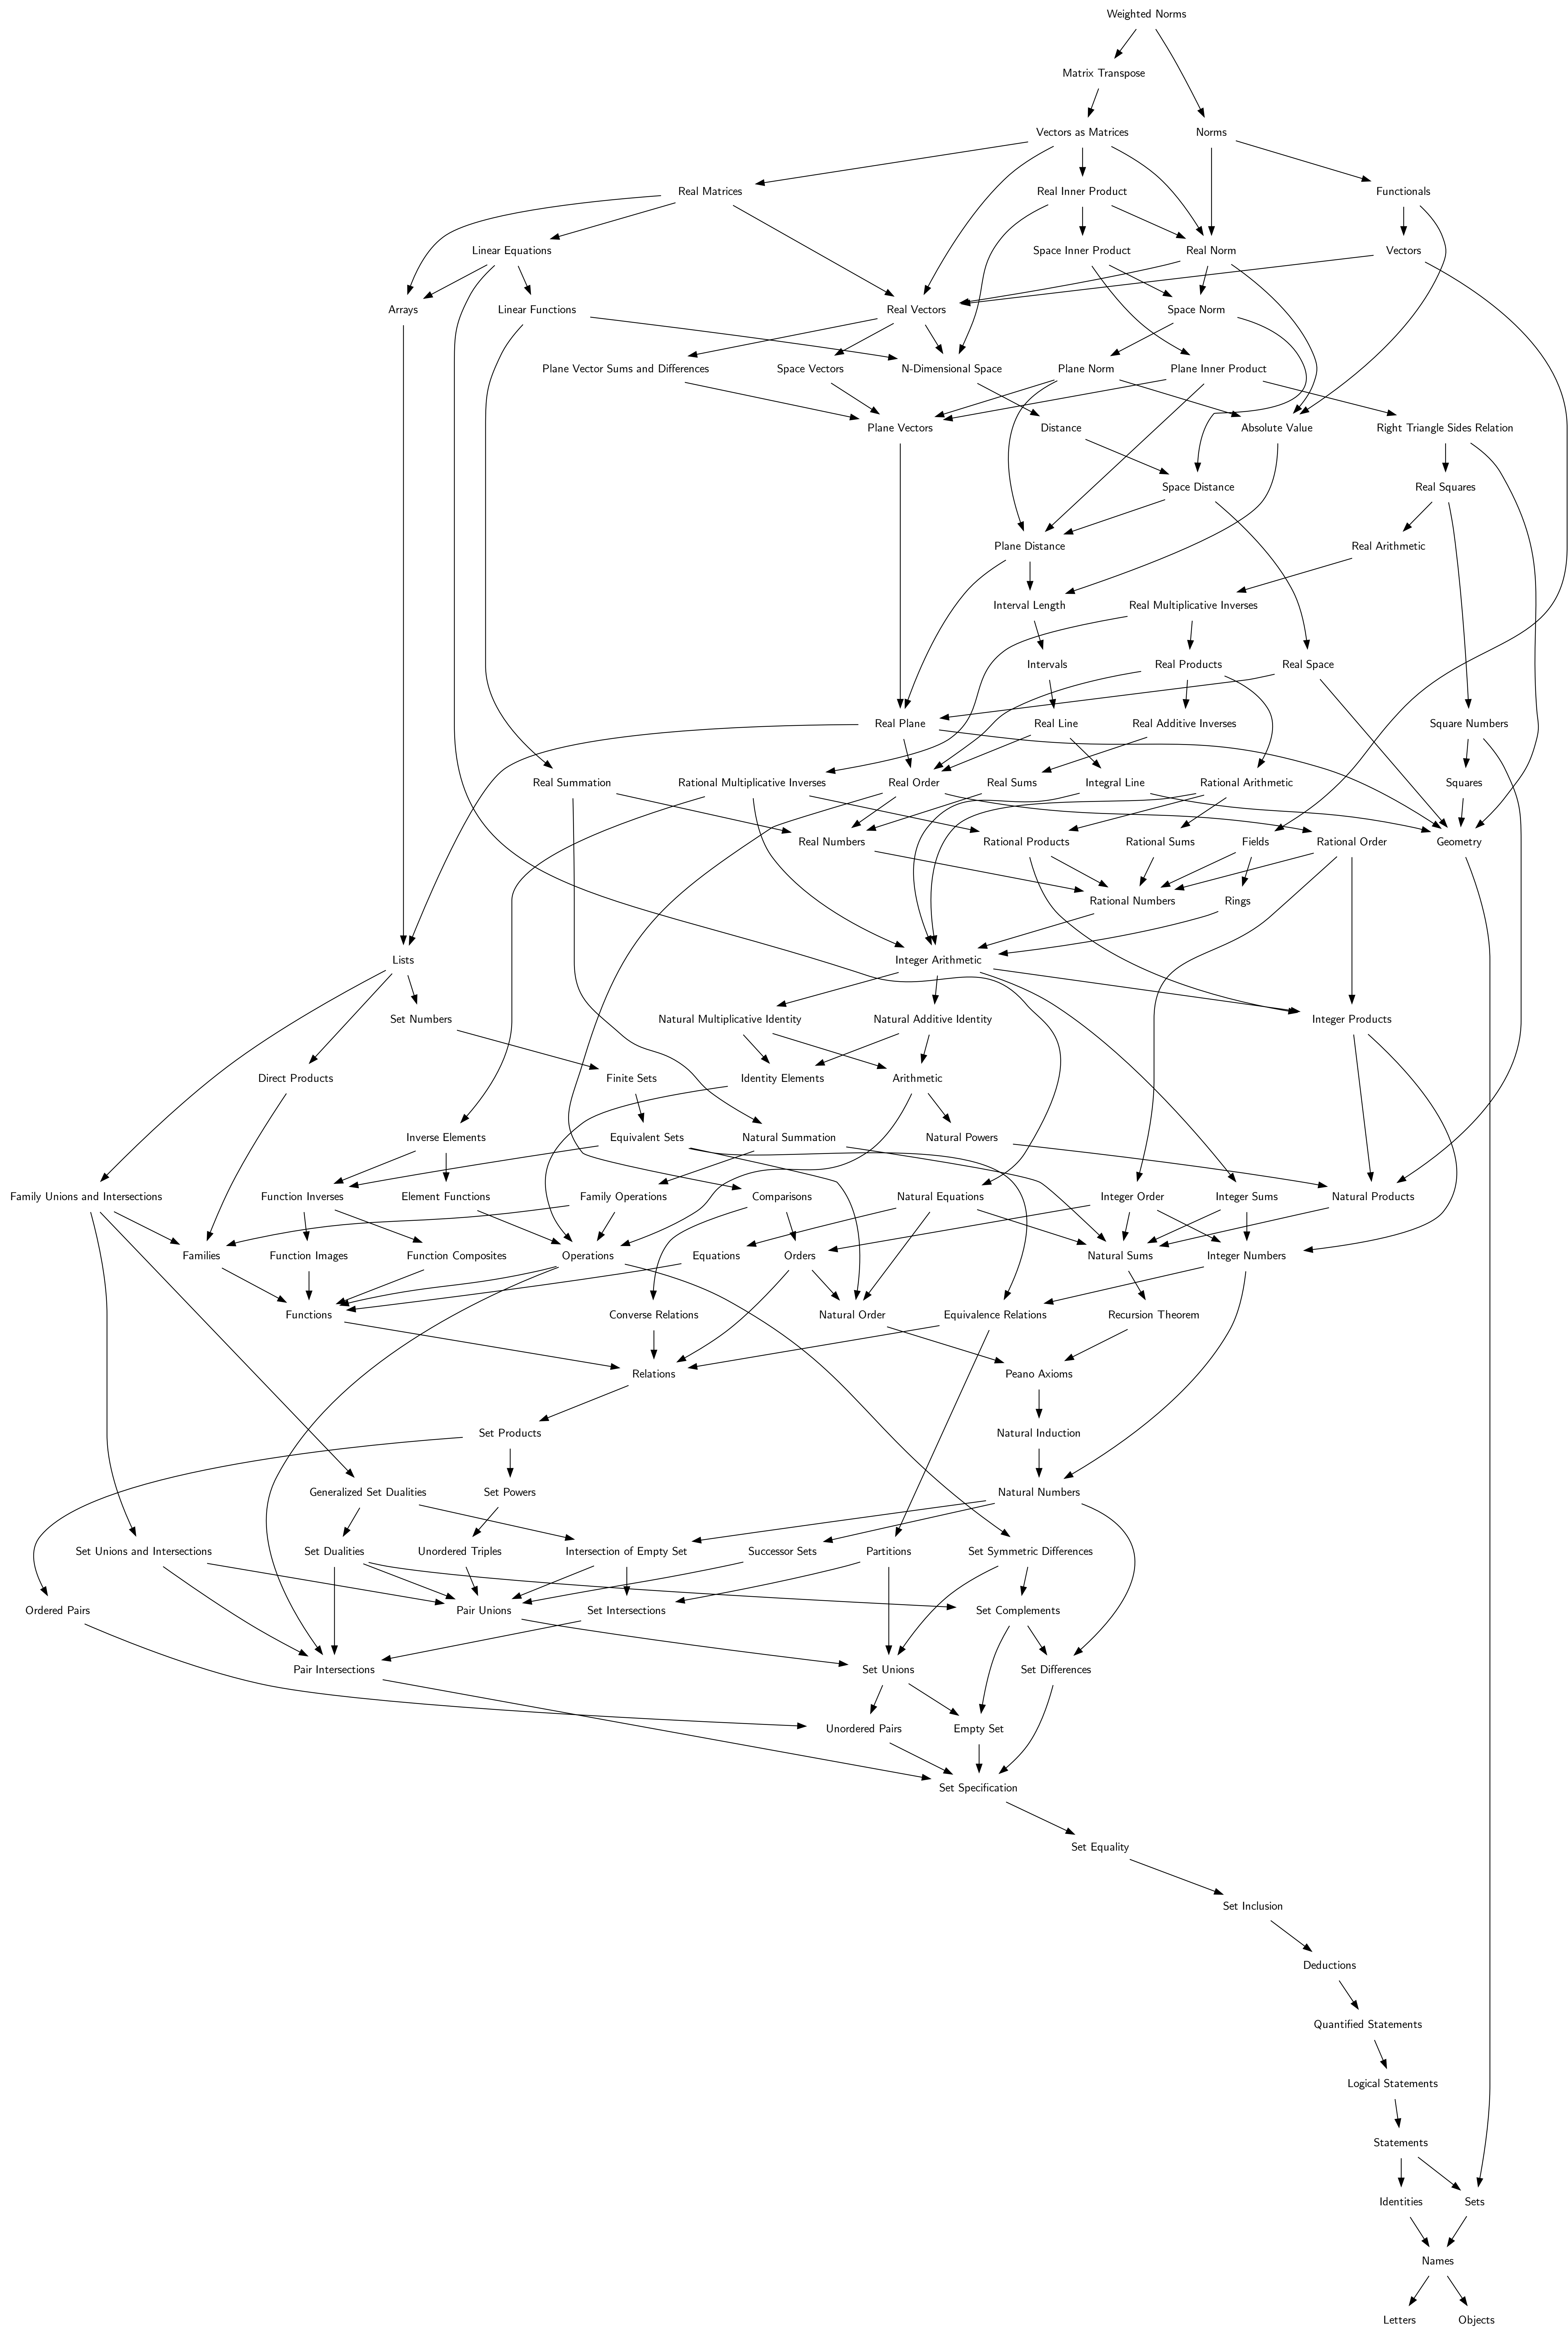 Weighted Norms
Matrix Transpose
Vectors as Matrices
Norms
Real Matrices
Real Inner Product
Functionals
Linear Equations
Space Inner Product
Real Norm
Vectors
Arrays
Linear Functions
Real Vectors
Space Norm
Plane Vector Sums and Differences
Space Vectors
N-Dimensional Space
Plane Norm
Plane Inner Product
Plane Vectors
Distance
Absolute Value
Right Triangle Sides Relation
Space Distance
Real Squares
Plane Distance
Real Arithmetic
Interval Length
Real Multiplicative Inverses
Intervals
Real Products
Real Space
Real Plane
Real Line
Real Additive Inverses
Square Numbers
Real Summation
Rational Multiplicative Inverses
Real Order
Real Sums
Integral Line
Rational Arithmetic
Squares
Real Numbers
Rational Products
Rational Sums
Fields
Rational Order
Geometry
Rational Numbers
Rings
Lists
Integer Arithmetic
Set Numbers
Natural Multiplicative Identity
Natural Additive Identity
Integer Products
Direct Products
Finite Sets
Identity Elements
Arithmetic
Inverse Elements
Equivalent Sets
Natural Summation
Natural Powers
Family Unions and Intersections
Function Inverses
Element Functions
Family Operations
Comparisons
Natural Equations
Integer Order
Integer Sums
Natural Products
Families
Function Images
Function Composites
Operations
Equations
Orders
Natural Sums
Integer Numbers
Functions
Converse Relations
Natural Order
Equivalence Relations
Recursion Theorem
Relations
Peano Axioms
Set Products
Natural Induction
Generalized Set Dualities
Set Powers
Natural Numbers
Set Unions and Intersections
Set Dualities
Unordered Triples
Intersection of Empty Set
Successor Sets
Partitions
Set Symmetric Differences
Ordered Pairs
Pair Unions
Set Intersections
Set Complements
Pair Intersections
Set Unions
Set Differences
Unordered Pairs
Empty Set
Set Specification
Set Equality
Set Inclusion
Deductions
Quantified Statements
Logical Statements
Statements
Identities
Sets
Names
Letters
Objects